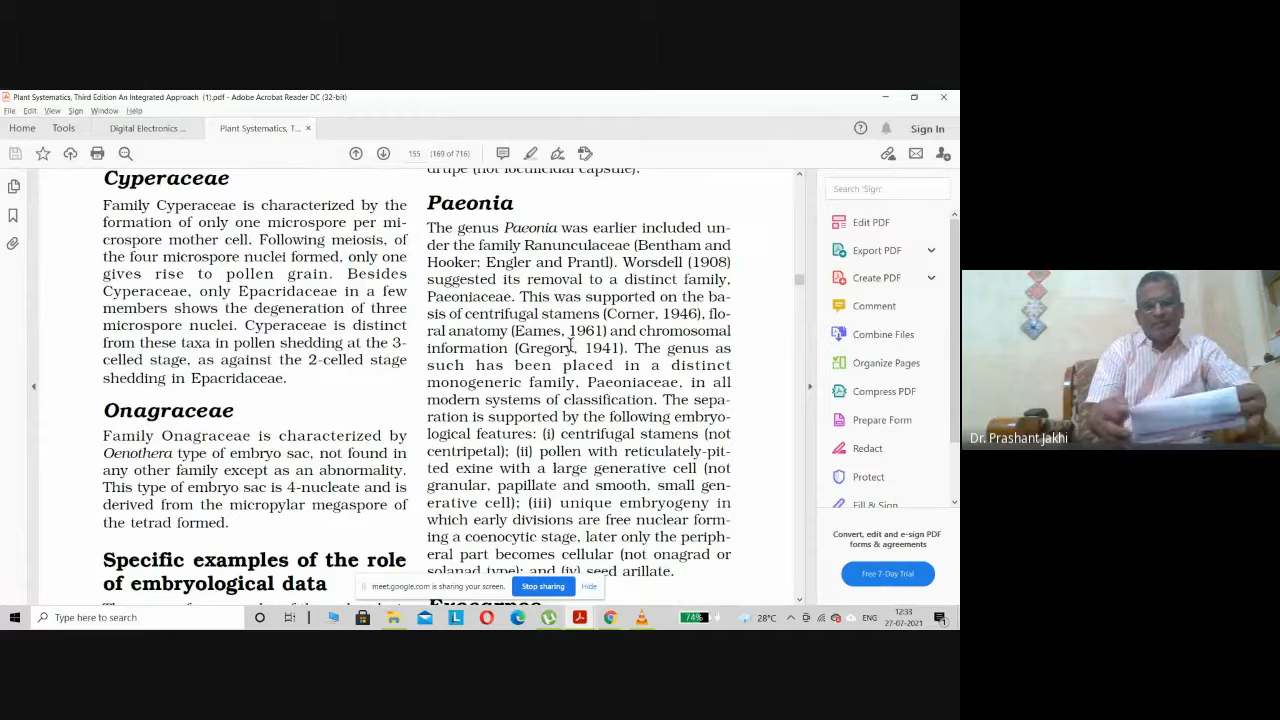 Plant Systematics, Third Edition An Integrated Approach (1).pdf - Adobe Acrobat Reader DC (32-bit)
File Edit View Sign Window Help
Home Tools Digital Electronics ... Plant Systematics, T... × Sign In
155 (169 of 716)
Cyperaceae
Family Cyperaceae is characterized by the
formation of only one microspore per mi-
crospore mother cell. Following meiosis, of
the four microspore nuclei formed, only one
gives rise to pollen grain. Besides
Cyperaceae, only Epacridaceae in a few
members shows the degeneration of three
microspore nuclei. Cyperaceae is distinct
from these taxa in pollen shedding at the 3-
celled stage, as against the 2-celled stage
shedding in Epacridaceae.
Onagraceae
Family Onagraceae is characterized by
Oenothera type of embryo sac, not found in
any other family except as an abnormality.
This type of embryo sac is 4-nucleate and is
derived from the micropylar megaspore of
the tetrad formed.
Specific examples of the role
of embryological data
drupe (not loculicidal capsule).
Paeonia
The genus Paeonia was earlier included un-
der the family Ranunculaceae (Bentham and
Hooker; Engler and Prantl). Worsdell (1908)
suggested its removal to a distinct family,
Paeoniaceae. This was supported on the ba-
sis of centrifugal stamens (Corner, 1946), flo-
ral anatomy (Eames, 1961) and chromosomal
information (Gregory, 1941). The genus as
such has been placed in a distinct
monogeneric family, Paeoniaceae, in all
modern systems of classification. The sepa-
ration is supported by the following embryo-
logical features: (i) centrifugal stamens (not
centripetal); (ii) pollen with reticulately-pit-
ted exine with a large generative cell (not
granular, papillate and smooth, small gen-
erative cell); (iii) unique embryogeny in
which early divisions are free nuclear form-
ing a coenocytic stage, later only the periph-
eral part becomes cellular (not onagrad or
solanad type); and (iv) seed arillate.
meet.google.com is sharing your screen. Stop sharing Hide
Search 'Sign'
Edit PDF
Export PDF
Create PDF
Comment
Combine Files
Organize Pages
Compress PDF
Prepare Form
Redact
Protect
Fill & Sign
Convert, edit and e-sign PDF
forms & agreements
Free 7-Day Trial
Dr. Prashant Jakhi
Type here to search
74%
28°C
ENG
12:33
27-07-2021